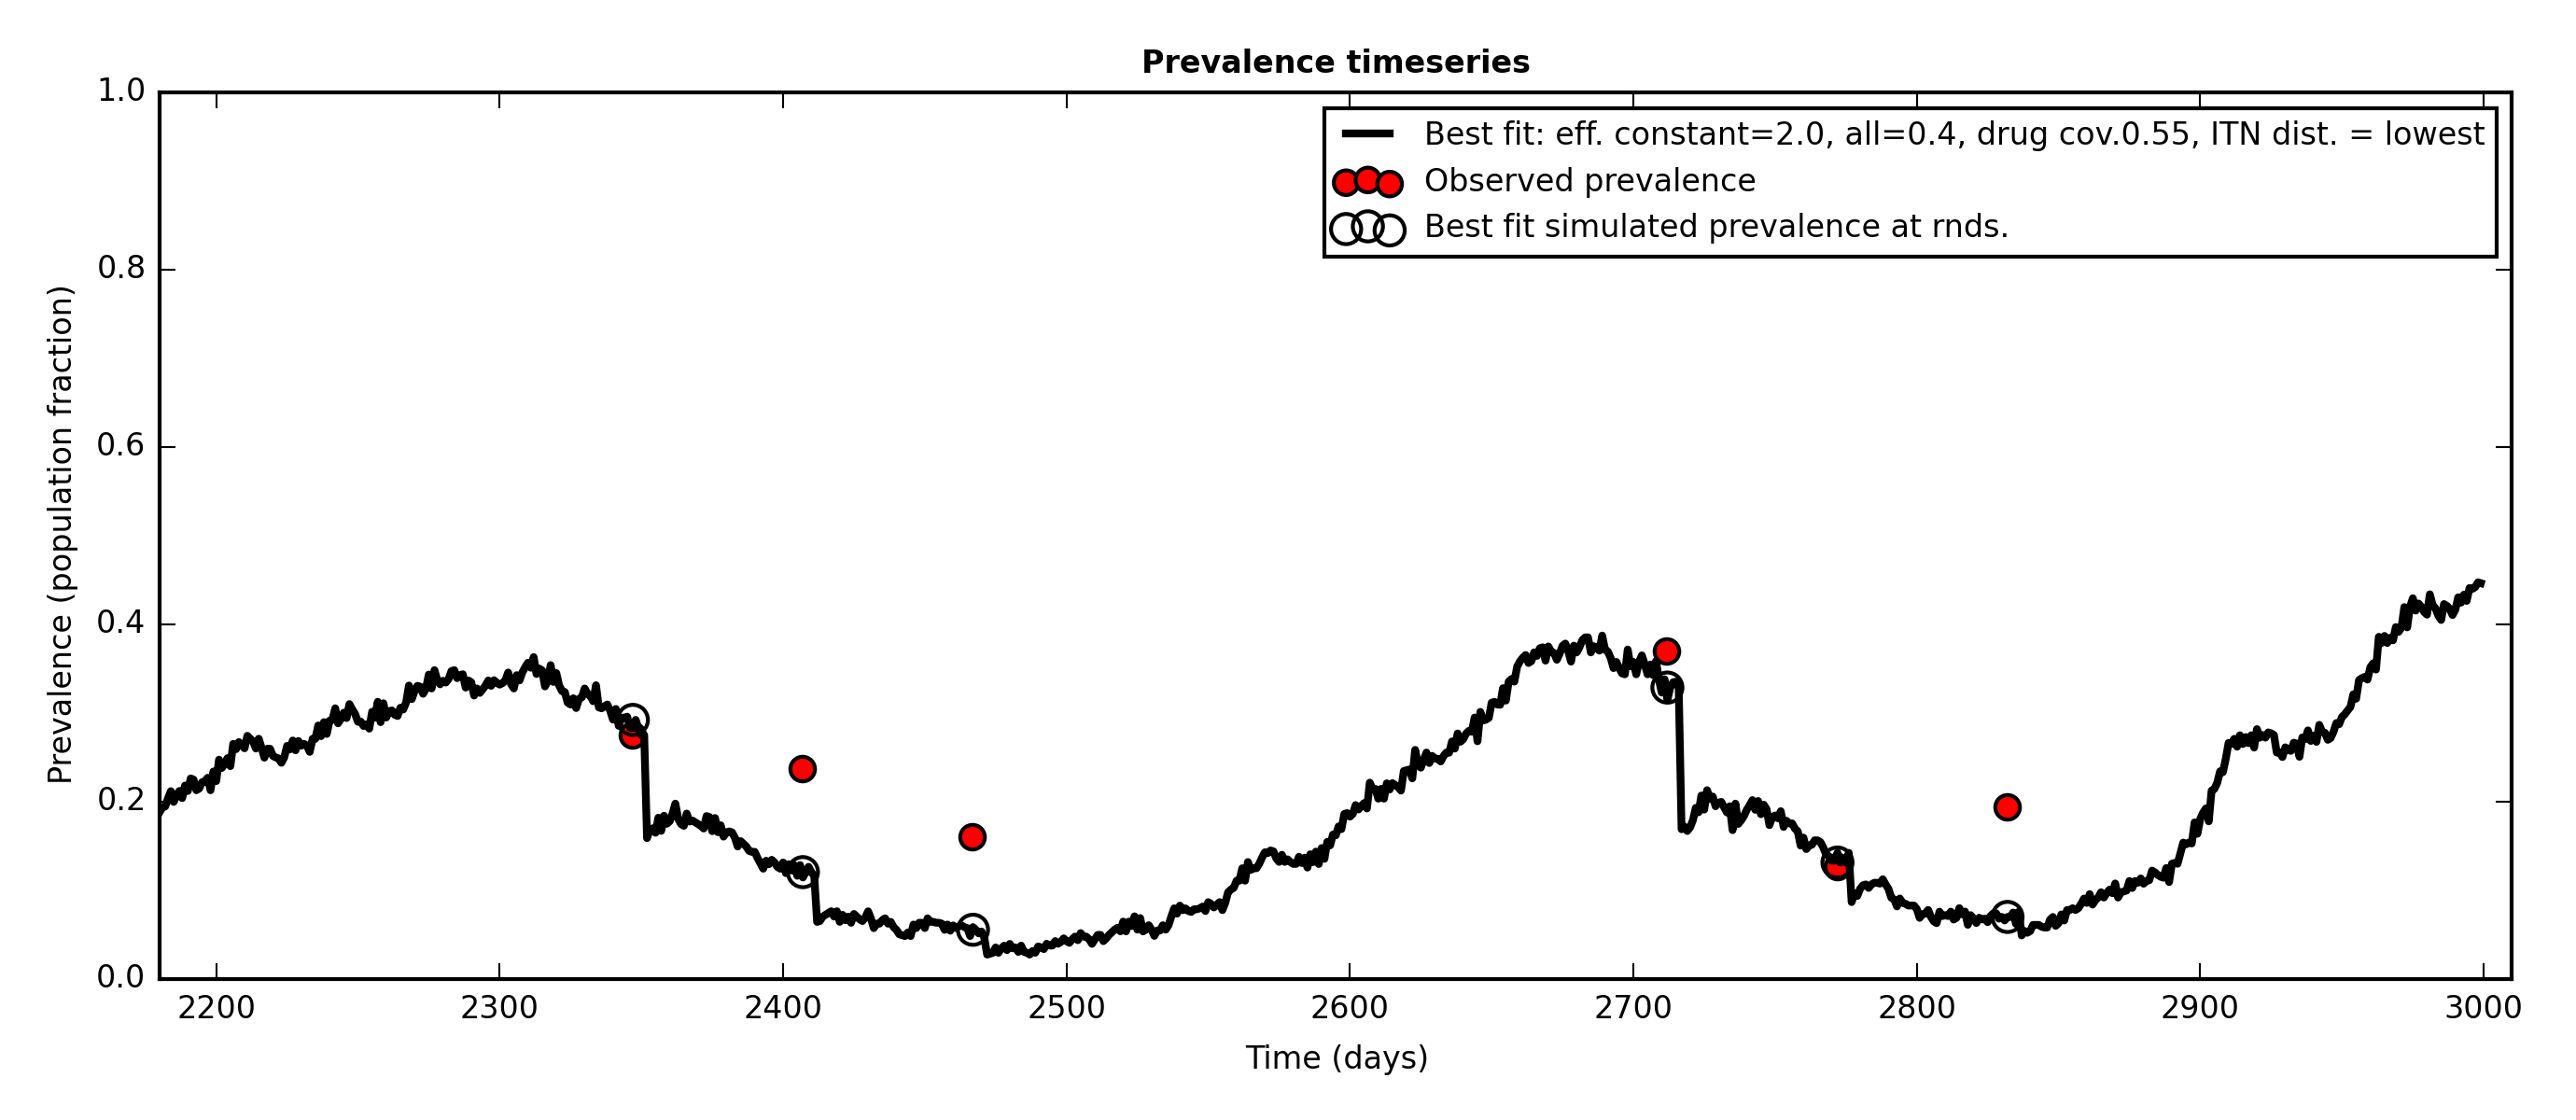 Prevalence timeseries
Best fit: eff. constant=2.0, all=0.4, drug cov.0.55, ITN dist. = lowest
Observed prevalence
Best fit simulated prevalence at rnds.
Prevalence (population fraction)
1.0
0.8
0.6
0.4
0.2
0.0
2200 2300 2400 2500 2600 2700 2800 2900 3000
Time (days)